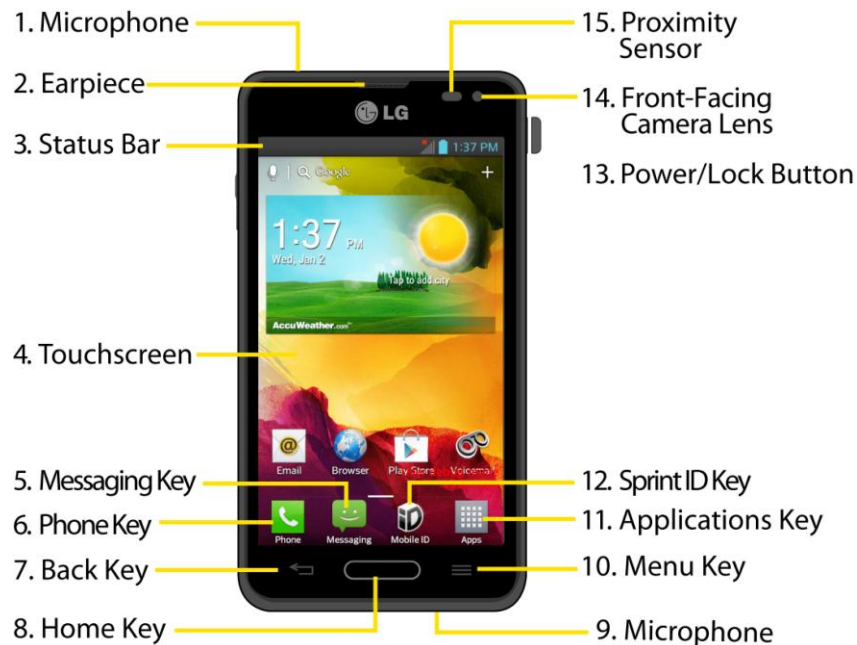 1. Microphone
2. Earpiece
3. Status Bar
4. Touchscreen
5. Messaging Key
6. Phone Key
7. Back Key
8. Home Key
15. Proximity
Sensor
14. Front-Facing
Camera Lens
13. Power/Lock Button
12. Sprint ID Key
11. Applications Key
10. Menu Key
9. Microphone
LG
1:37 PM
Google
1:37 PM
Wed, Jan 2
Tap to add city
AccuWeather.com
Email Browser Play Store Voicemail
Phone Messaging Mobile ID Apps